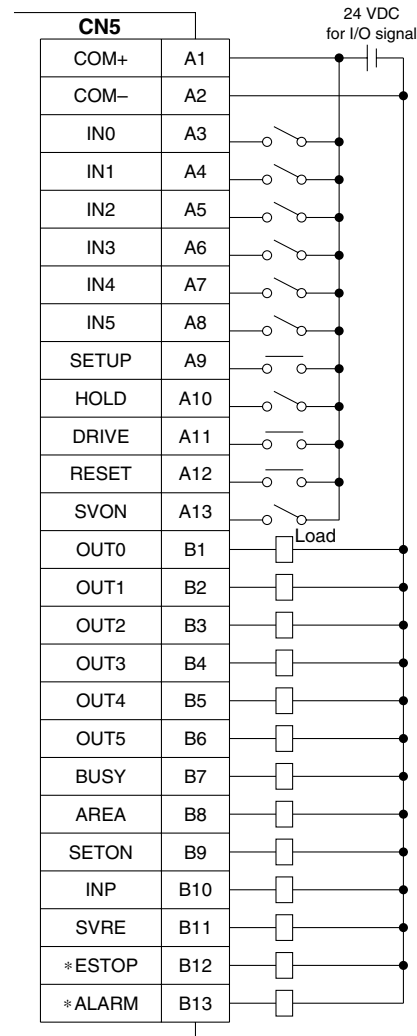 24 VDC
for I/O signal
CN5
COM+ A1
COM– A2
IN0 A3
IN1 A4
IN2 A5
IN3 A6
IN4 A7
IN5 A8
SETUP A9
HOLD A10
DRIVE A11
RESET A12
SVON A13
Load
OUT0 B1
OUT1 B2
OUT2 B3
OUT3 B4
OUT4 B5
OUT5 B6
BUSY B7
AREA B8
SETON B9
INP B10
SVRE B11
∗ESTOP B12
∗ALARM B13